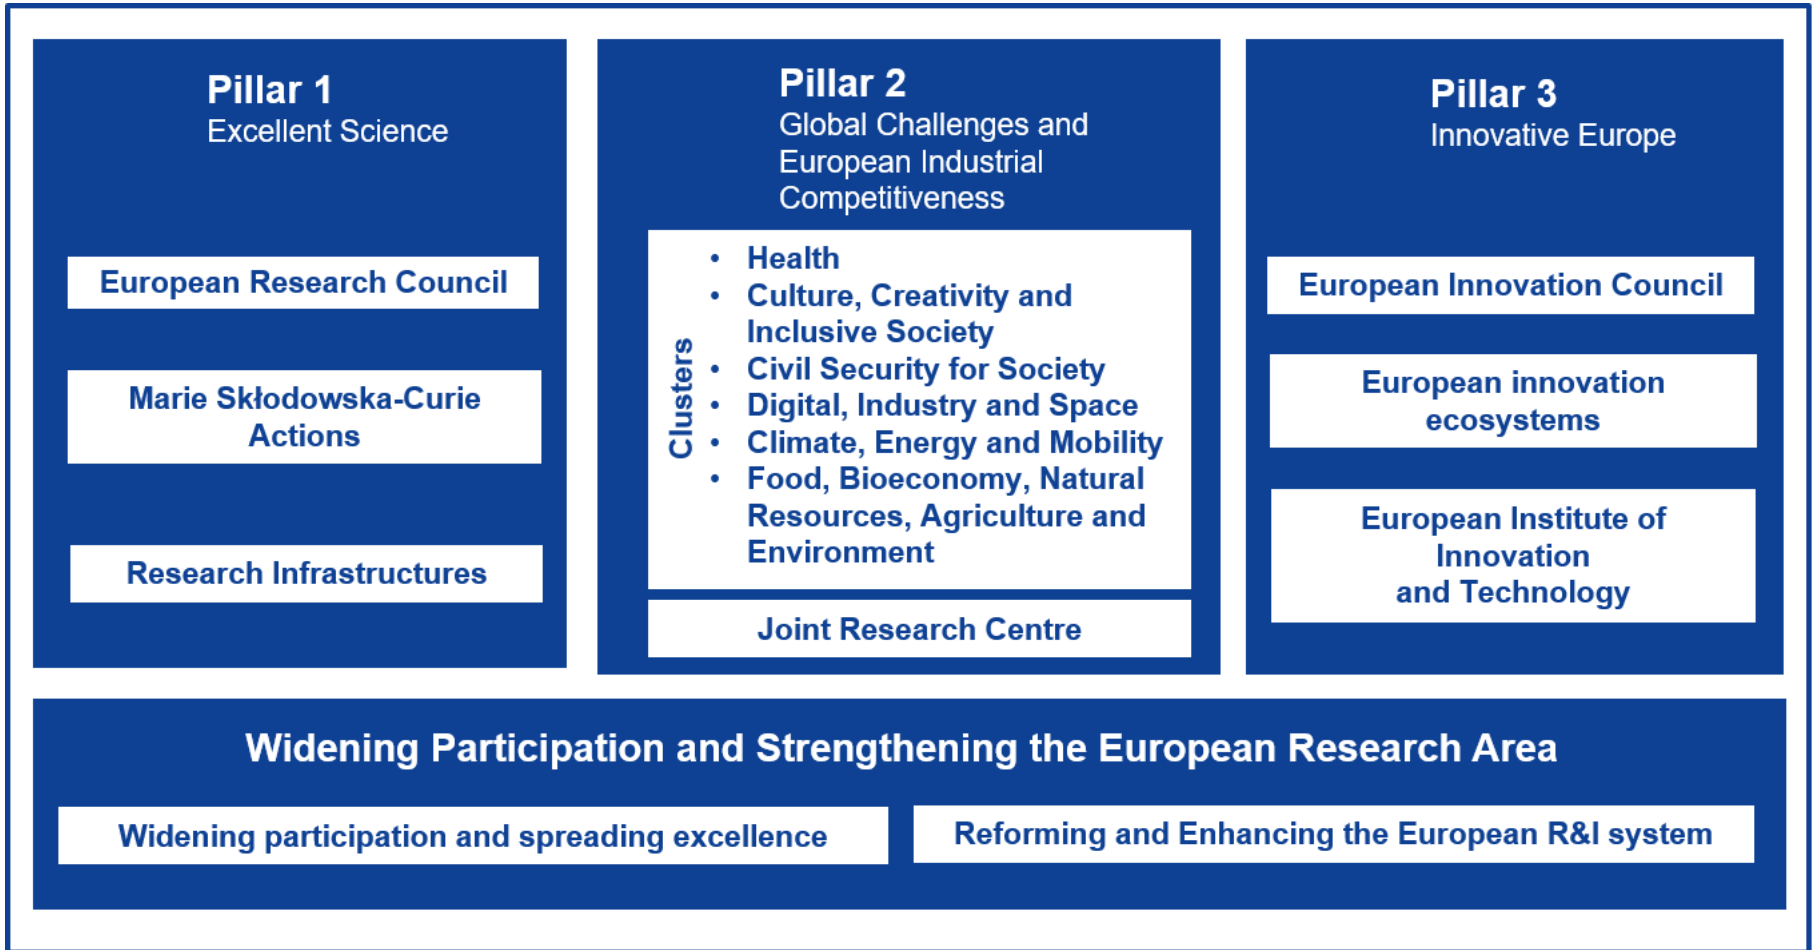 Pillar 1
Excellent Science
European Research Council
Marie Skłodowska-Curie
Actions
Research Infrastructures
Pillar 2
Global Challenges and
European Industrial
Competitiveness
Clusters
• Health
• Culture, Creativity and
Inclusive Society
• Civil Security for Society
• Digital, Industry and Space
• Climate, Energy and Mobility
• Food, Bioeconomy, Natural
Resources, Agriculture and
Environment
Joint Research Centre
Pillar 3
Innovative Europe
European Innovation Council
European innovation
ecosystems
European Institute of
Innovation
and Technology
Widening Participation and Strengthening the European Research Area
Widening participation and spreading excellence
Reforming and Enhancing the European R&I system